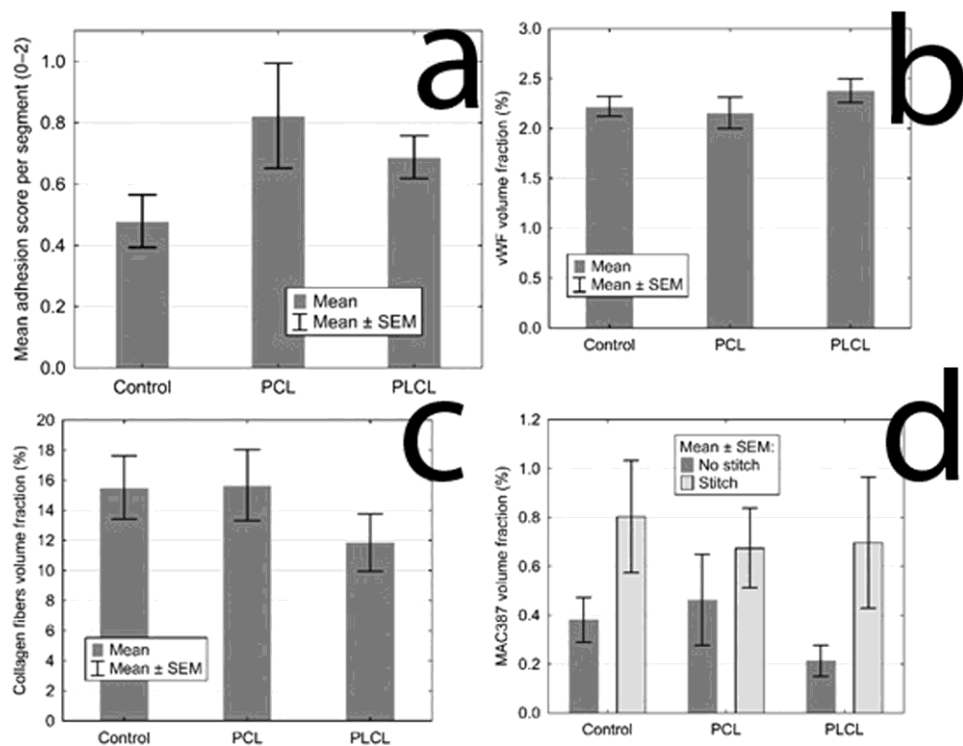 a
Mean adhesion score per segment (0–2)
1.0
0.8
0.6
0.4
0.2
0.0
Mean
Mean ± SEM
Control PCL PLCL
b
vWF volume fraction (%)
3.0
2.5
2.0
1.5
1.0
0.5
0.0
Mean
Mean ± SEM
Control PCL PLCL
c
Collagen fibers volume fraction (%)
20
18
16
14
12
10
8
6
4
2
0
Mean
Mean ± SEM
Control PCL PLCL
d
MAC387 volume fraction (%)
1.2
1.0
0.8
0.6
0.4
0.2
0.0
Mean ± SEM:
No stitch
Stitch
Control PCL PLCL